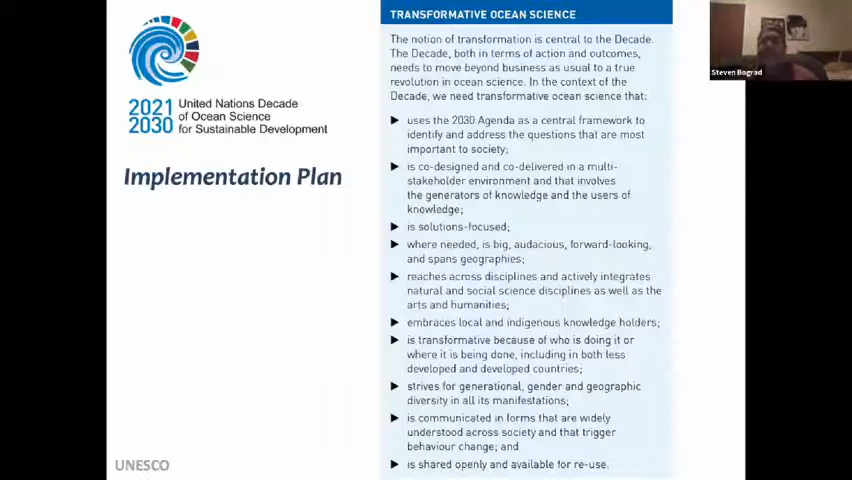 2021
2030
United Nations Decade
of Ocean Science
for Sustainable Development
Implementation Plan
UNESCO
TRANSFORMATIVE OCEAN SCIENCE
The notion of transformation is central to the Decade.
The Decade, both in terms of action and outcomes,
needs to move beyond business as usual to a true
revolution in ocean science. In the context of the
Decade, we need transformative ocean science that:
► uses the 2030 Agenda as a central framework to
identify and address the questions that are most
important to society;
► is co-designed and co-delivered in a multi-
stakeholder environment and that involves
the generators of knowledge and the users of
knowledge;
► is solutions-focused;
► where needed, is big, audacious, forward-looking,
and spans geographies;
► reaches across disciplines and actively integrates
natural and social science disciplines as well as the
arts and humanities;
► embraces local and indigenous knowledge holders;
► is transformative because of who is doing it or
where it is being done, including in both less
developed and developed countries;
► strives for generational, gender and geographic
diversity in all its manifestations;
► is communicated in forms that are widely
understood across society and that trigger
behaviour change; and
► is shared openly and available for re-use.
Steven Bograd